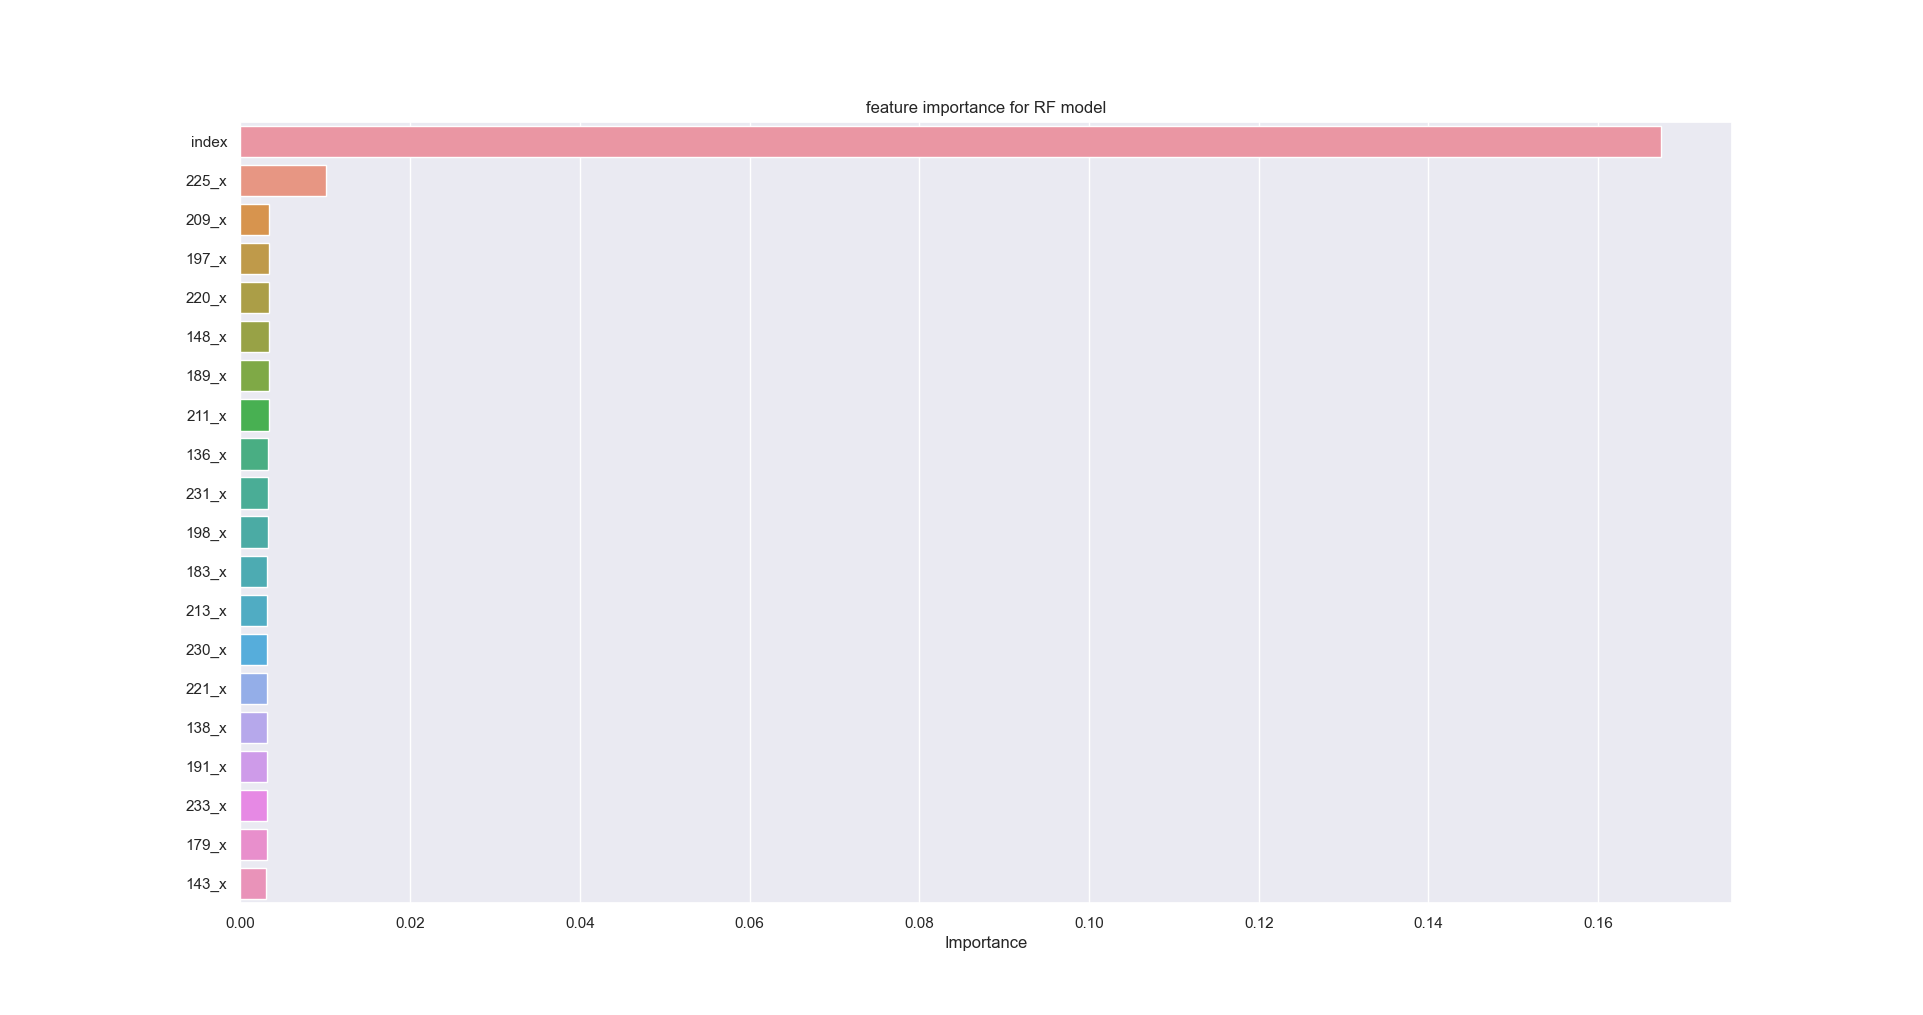 feature importance for RF model
index
225_x
209_x
197_x
220_x
148_x
189_x
211_x
136_x
231_x
198_x
183_x
213_x
230_x
221_x
138_x
191_x
233_x
179_x
143_x
0.00 0.02 0.04 0.06 0.08 0.10 0.12 0.14 0.16
Importance